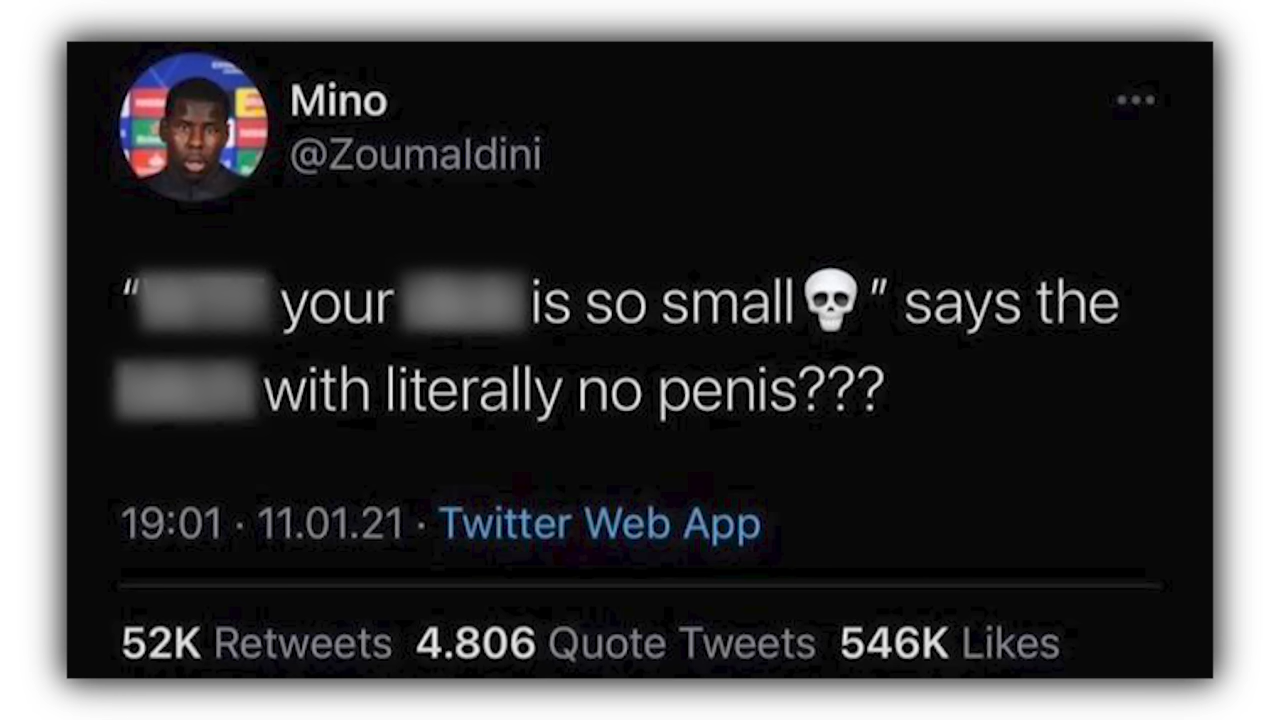 Mino
@Zoumaldini
“ your is so small💀” says the
with literally no penis???
19:01 · 11.01.21 · Twitter Web App
52K Retweets 4.806 Quote Tweets 546K Likes